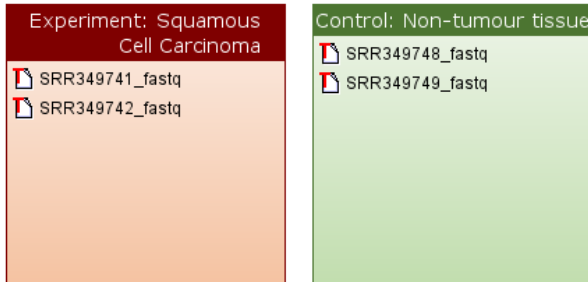 Experiment: Squamous
Cell Carcinoma
SRR349741_fastq
SRR349742_fastq
Control: Non-tumour tissue
SRR349748_fastq
SRR349749_fastq